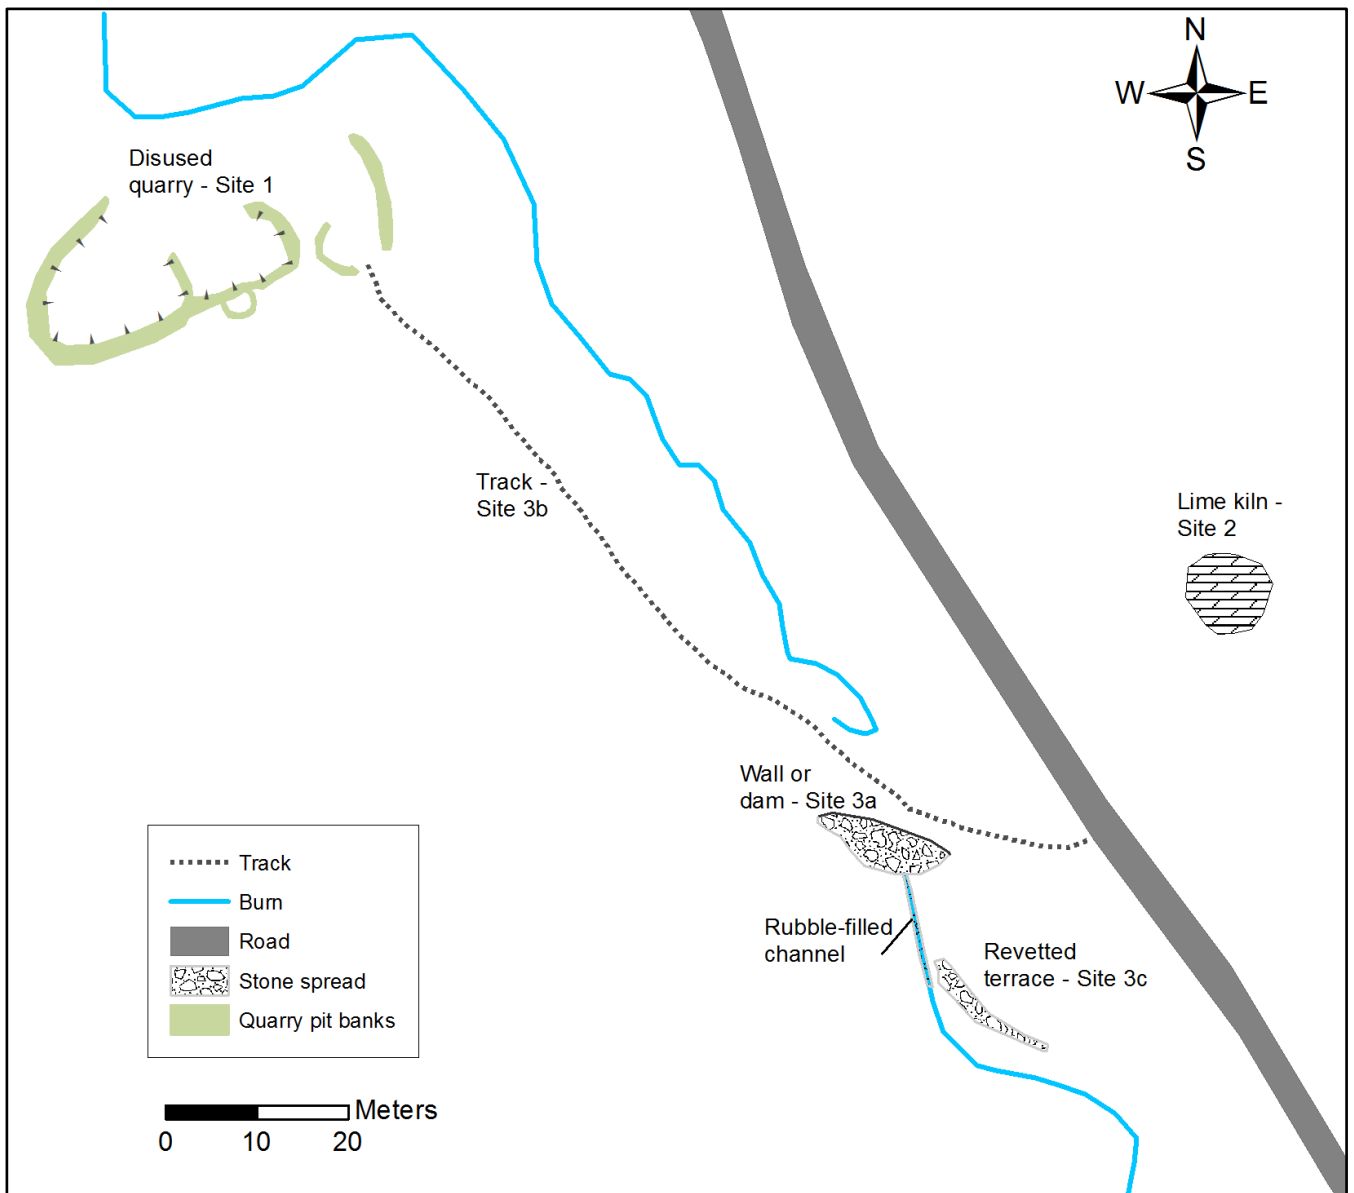 N
W E
S
Disused
quarry - Site 1
Track -
Site 3b
Lime kiln -
Site 2
Wall or
dam - Site 3a
Rubble-filled
channel
Revetted
terrace - Site 3c
Track
Burn
Road
Stone spread
Quarry pit banks
Meters
0 10 20